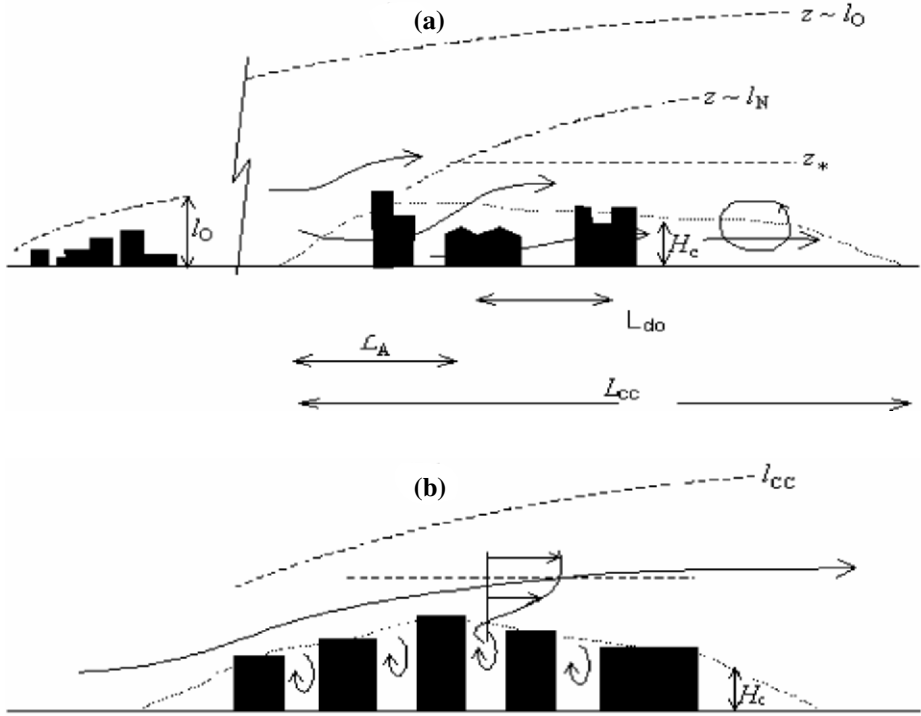 (a)
z ~ l_O
z ~ l_N
z_*
l_O
H_c
L_do
ℒ_A
L_CC
(b)
l_CC
H_c